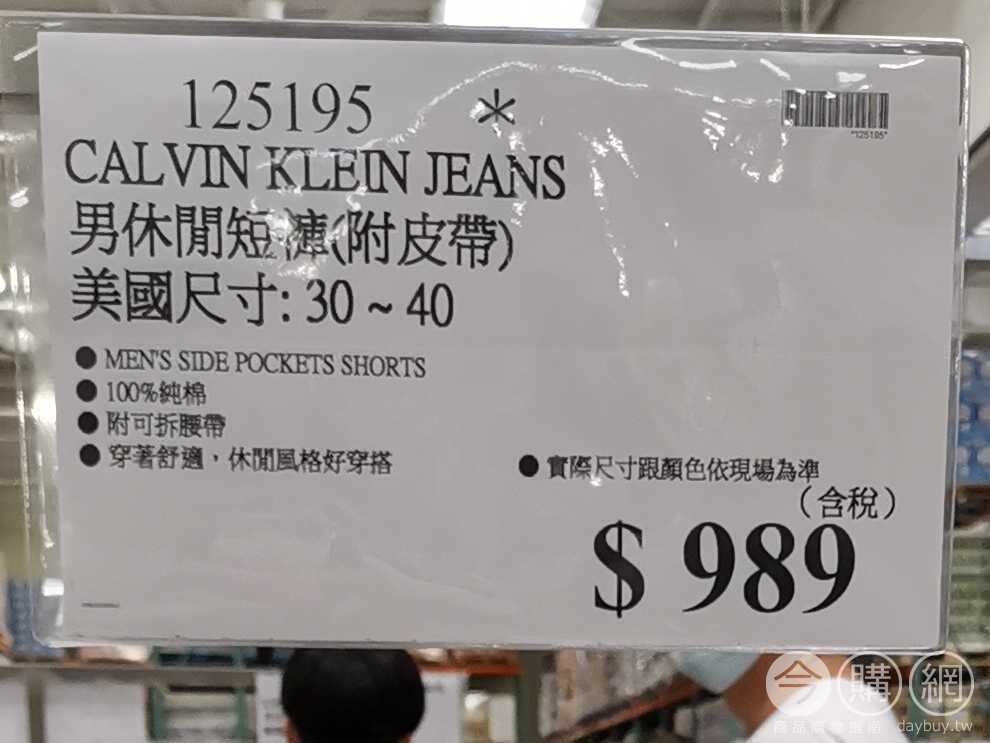 125195 *
"125195"
CALVIN KLEIN JEANS
男休閒短褲(附皮帶)
美國尺寸: 30 ~ 40
● MEN'S SIDE POCKETS SHORTS
● 100%純棉
● 附可拆腰帶
● 穿著舒適，休閒風格好穿搭
● 實際尺寸跟顏色依現場為準
（含稅）
$ 989
今購網
商品購物指南 daybuy.tw